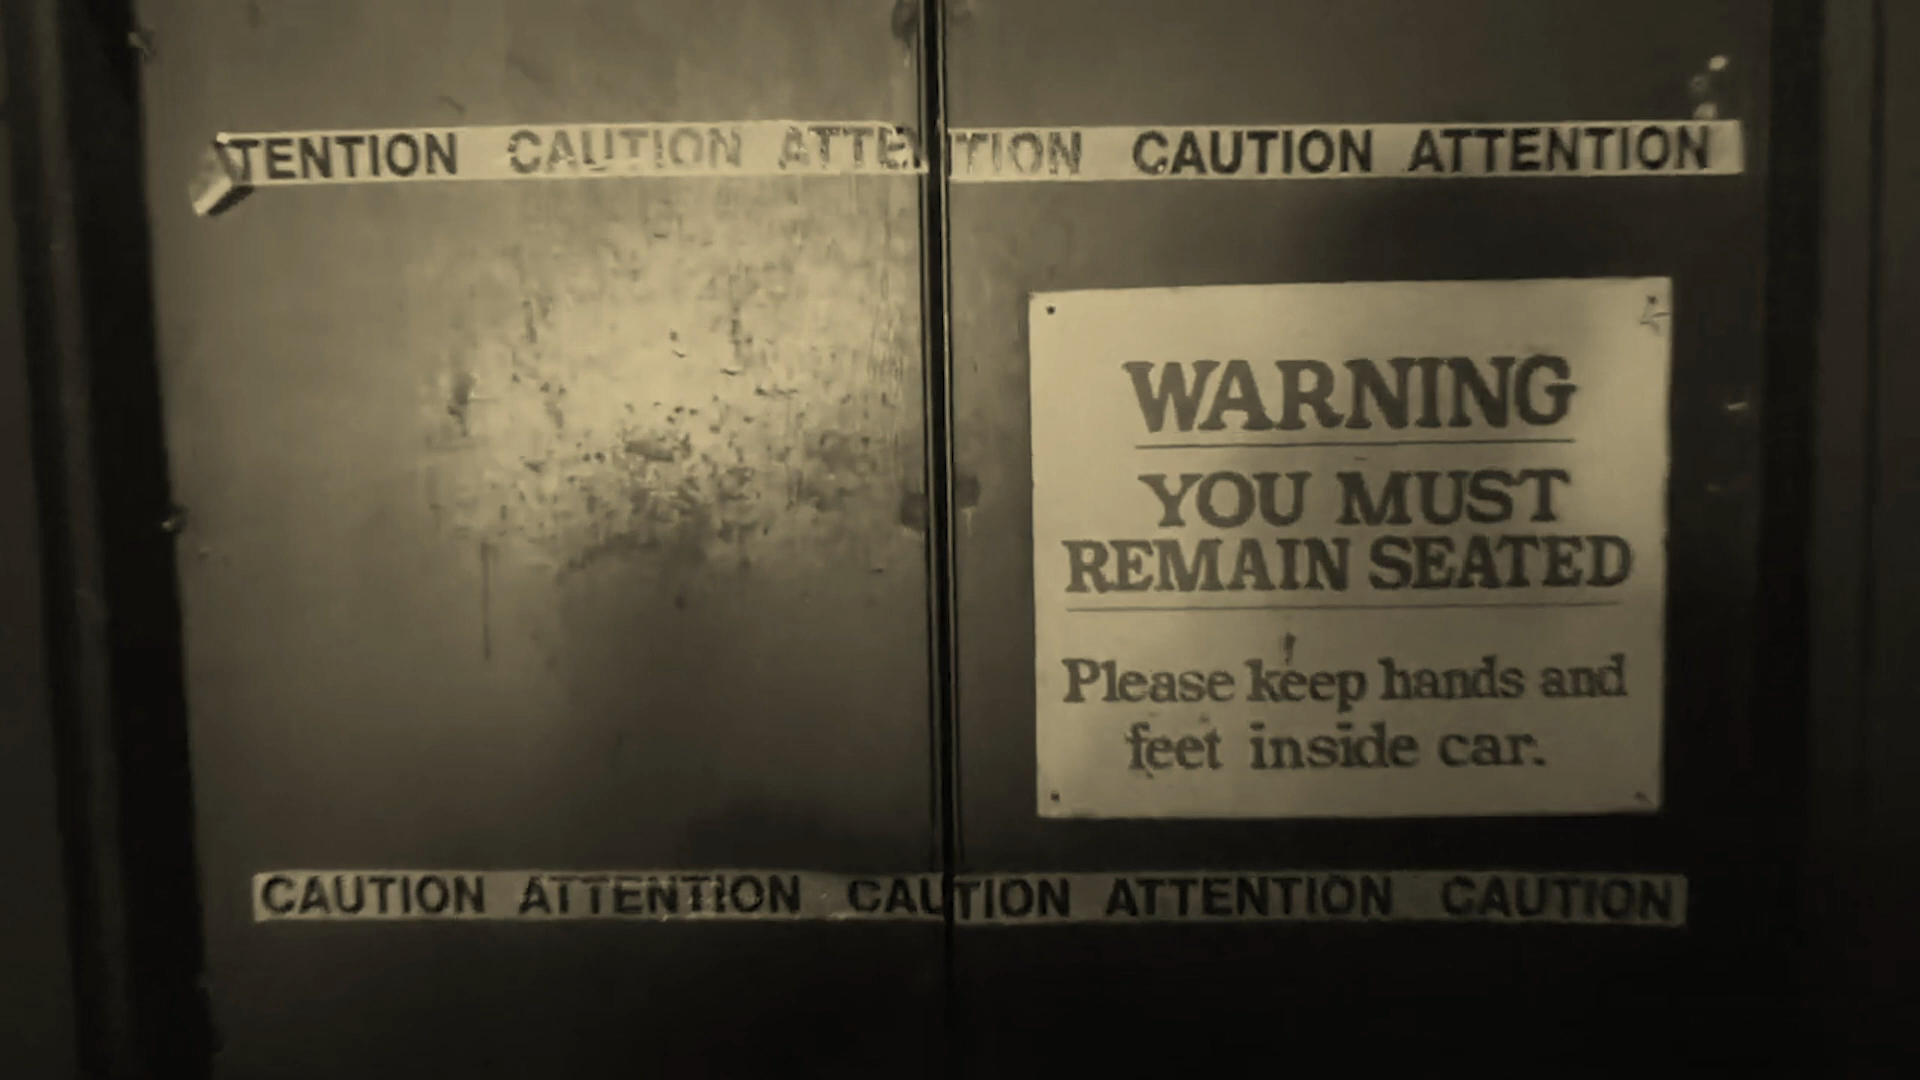 TENTION CAUTION ATTENTION CAUTION ATTENTION
WARNING
YOU MUST
REMAIN SEATED
Please keep hands and
feet inside car.
CAUTION ATTENTION CAUTION ATTENTION CAUTION